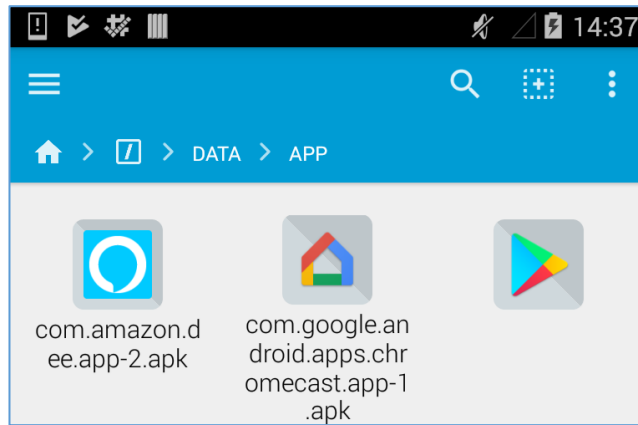 14:37
DATA
APP
com.amazon.d
ee.app-2.apk
com.google.an
droid.apps.chr
omecast.app-1
.apk